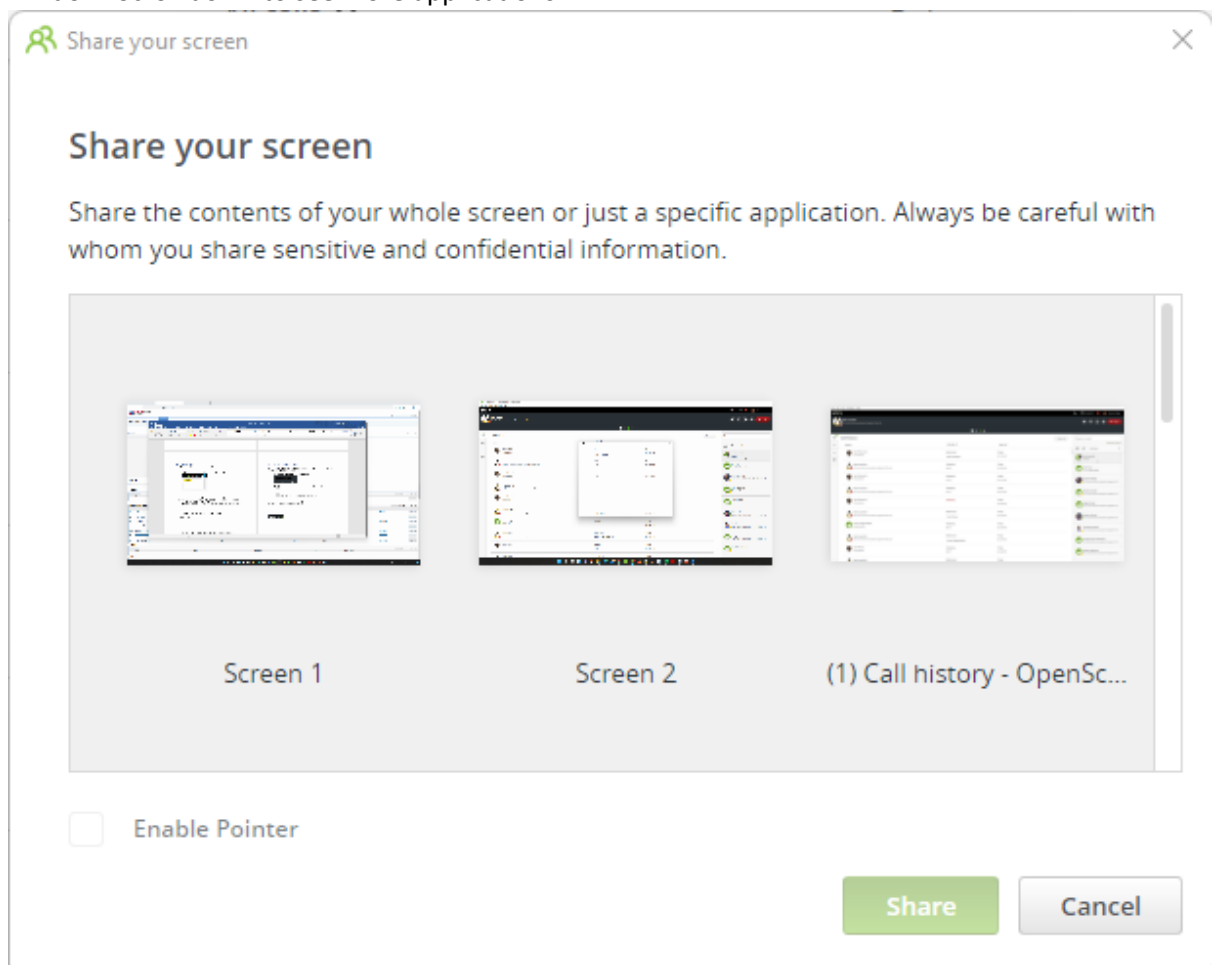 Share your screen
Share your screen
Share the contents of your whole screen or just a specific application. Always be careful with
whom you share sensitive and confidential information.
Screen 1
Screen 2
(1) Call history - OpenSc...
Enable Pointer
Share
Cancel